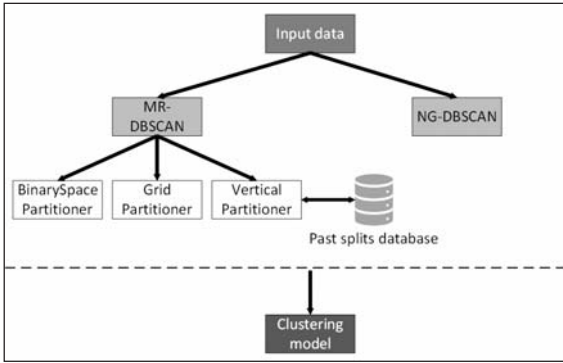 Input data
MR-
DBSCAN
NG-DBSCAN
BinarySpace
Partitioner
Grid
Partitioner
Vertical
Partitioner
Past splits database
Clustering
model